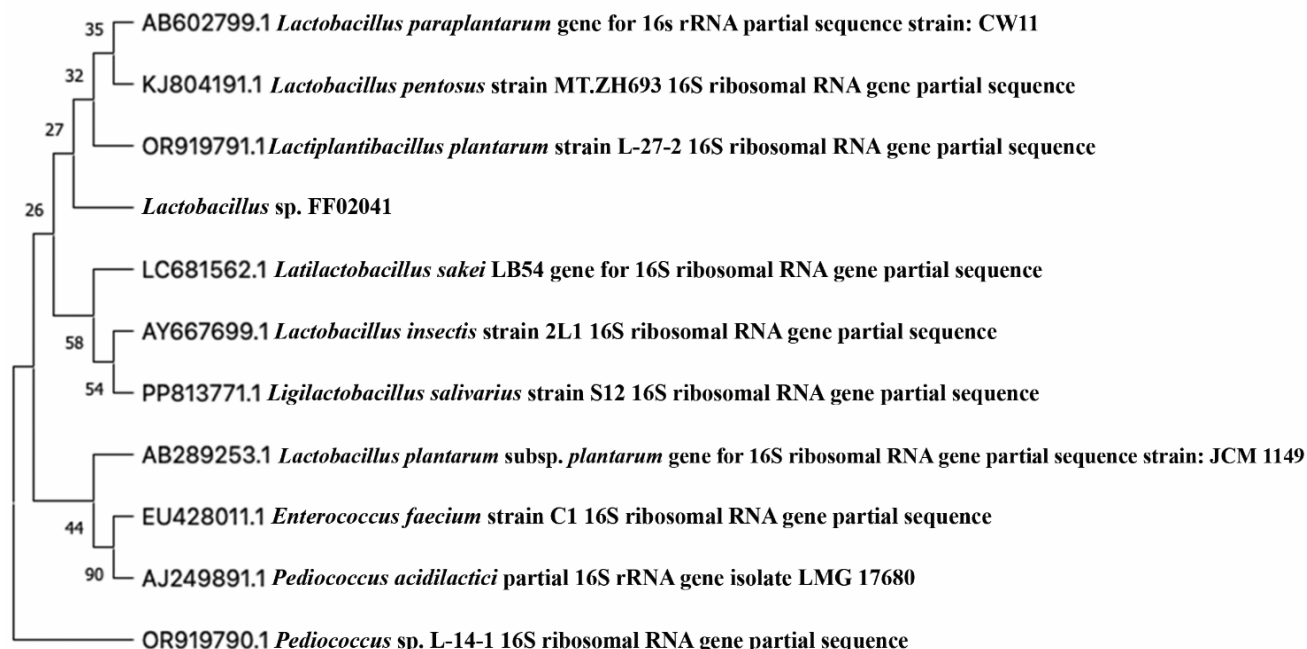 35
AB602799.1 Lactobacillus paraplantarum gene for 16s rRNA partial sequence strain: CW11
32
KJ804191.1 Lactobacillus pentosus strain MT.ZH693 16S ribosomal RNA gene partial sequence
27
OR919791.1 Lactiplantibacillus plantarum strain L-27-2 16S ribosomal RNA gene partial sequence
26
Lactobacillus sp. FF02041
LC681562.1 Latilactobacillus sakei LB54 gene for 16S ribosomal RNA gene partial sequence
AY667699.1 Lactobacillus insectis strain 2L1 16S ribosomal RNA gene partial sequence
58
54
PP813771.1 Ligilactobacillus salivarius strain S12 16S ribosomal RNA gene partial sequence
AB289253.1 Lactobacillus plantarum subsp. plantarum gene for 16S ribosomal RNA gene partial sequence strain: JCM 1149
EU428011.1 Enterococcus faecium strain C1 16S ribosomal RNA gene partial sequence
44
90
AJ249891.1 Pediococcus acidilactici partial 16S rRNA gene isolate LMG 17680
OR919790.1 Pediococcus sp. L-14-1 16S ribosomal RNA gene partial sequence